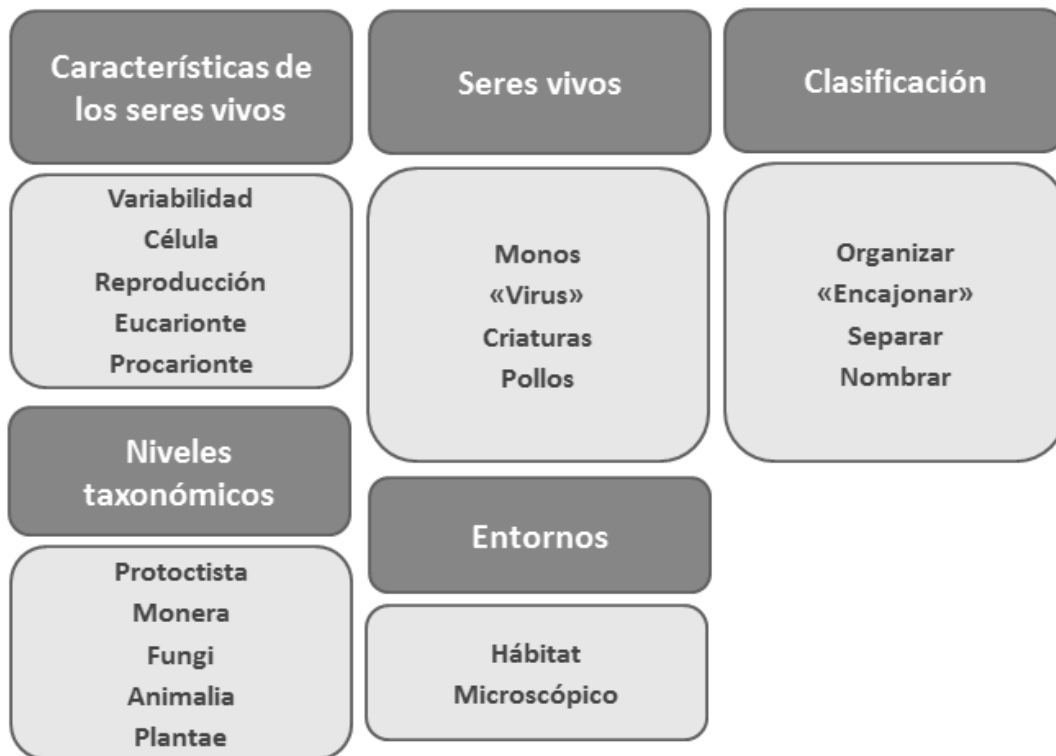 Características de
los seres vivos
Variabilidad
Célula
Reproducción
Eucarionte
Procarionte
Niveles
taxonómicos
Protoctista
Monera
Fungi
Animalia
Plantae
Seres vivos
Monos
«Virus»
Criaturas
Pollos
Entornos
Hábitat
Microscópico
Clasificación
Organizar
«Encajonar»
Separar
Nombrar